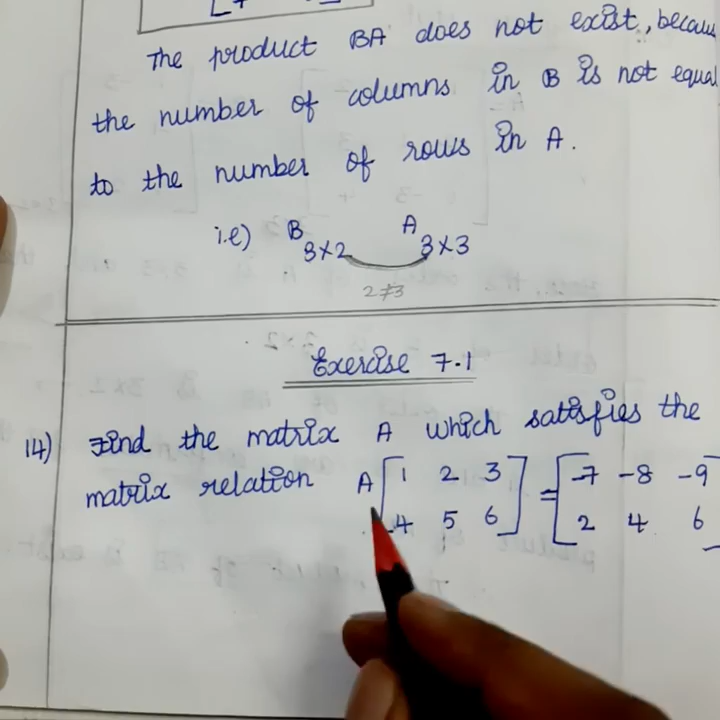 The product BA does not exist, becau
the number of columns in B is not equal
to the number of rows in A.
i.e) B 3×2 A 3×3
2≠3
Exercise 7.1
14) Find the matrix A which satisfies the
matrix relation A [1 2 3 = [-7 -8 -9
4 5 6] 2 4 6